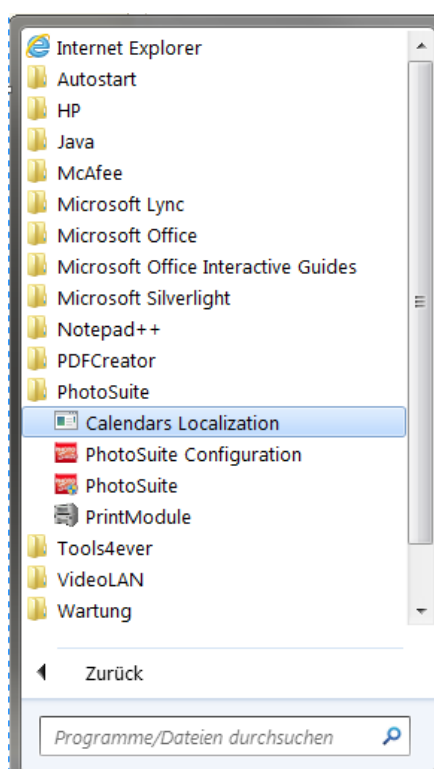 Internet Explorer
Autostart
HP
Java
McAfee
Microsoft Lync
Microsoft Office
Microsoft Office Interactive Guides
Microsoft Silverlight
Notepad++
PDFCreator
PhotoSuite
Calendars Localization
PhotoSuite Configuration
PhotoSuite
PrintModule
Tools4ever
VideoLAN
Wartung
Zurück
Programme/Dateien durchsuchen